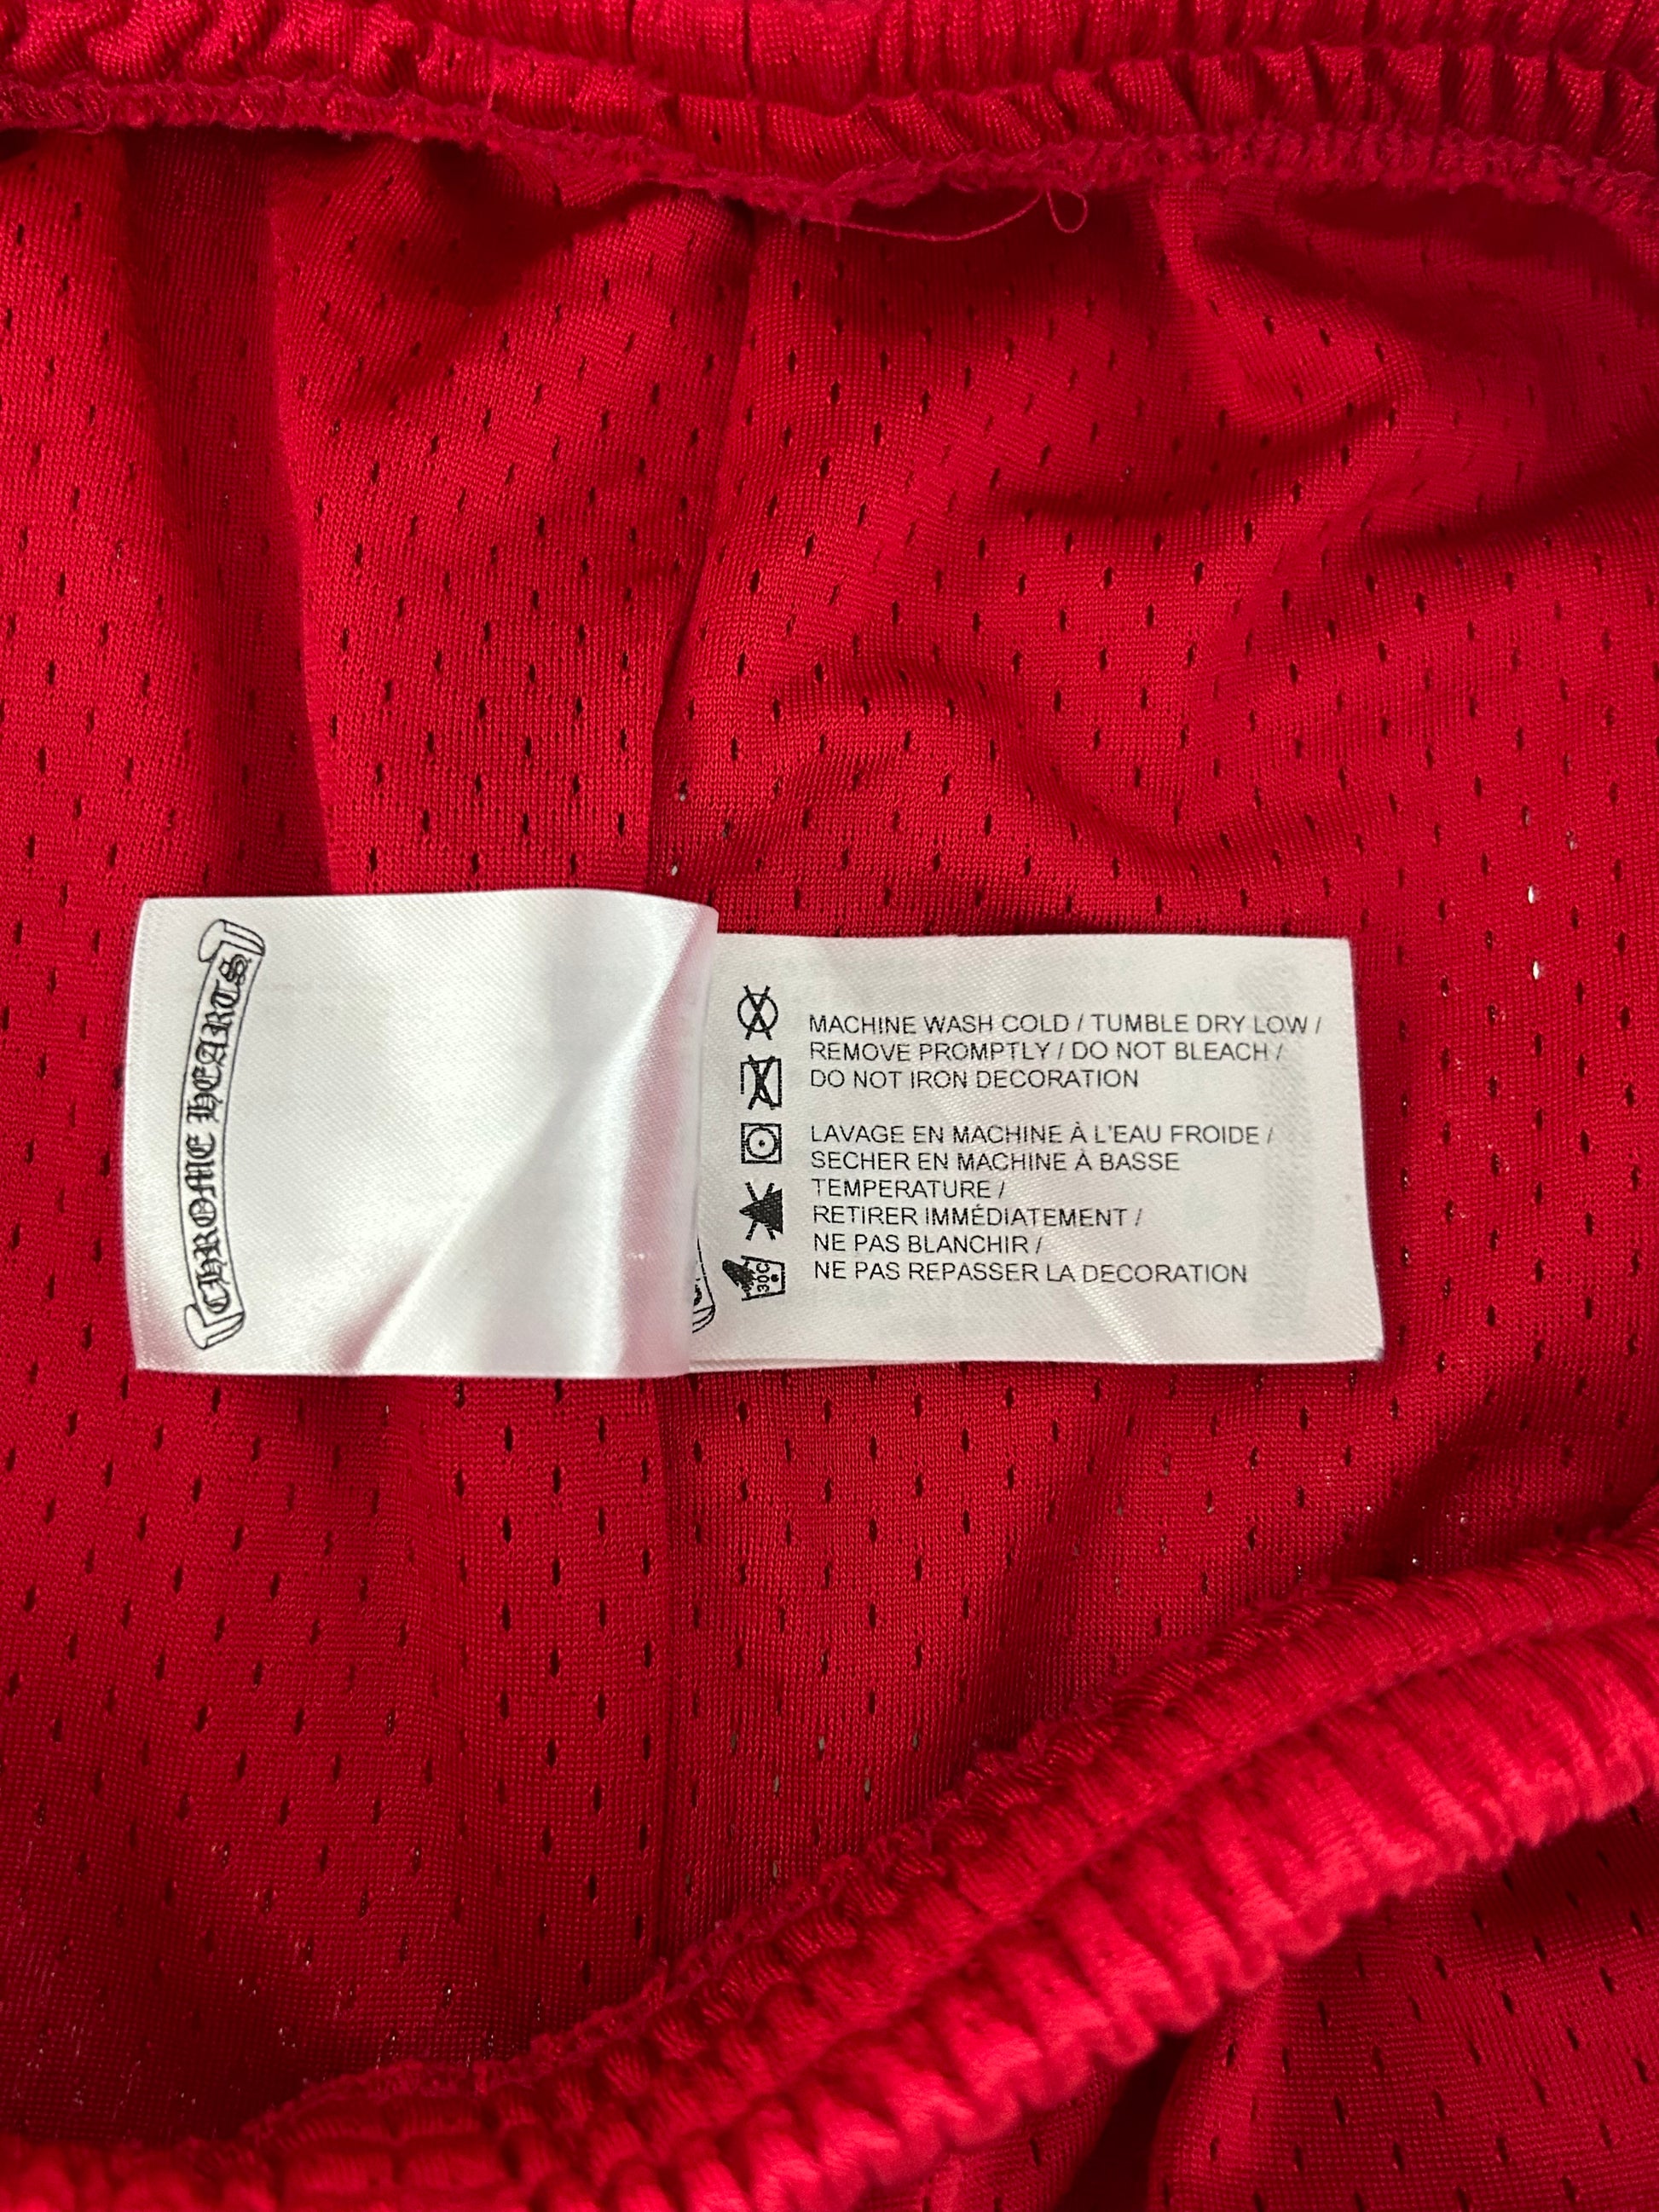 CHROME HEARTS
MACHINE WASH COLD / TUMBLE DRY LOW /
REMOVE PROMPTLY / DO NOT BLEACH /
DO NOT IRON DECORATION
LAVAGE EN MACHINE À L'EAU FROIDE /
SECHER EN MACHINE À BASSE
TEMPERATURE /
RETIRER IMMÉDIATEMENT /
NE PAS BLANCHIR /
NE PAS REPASSER LA DECORATION
30C